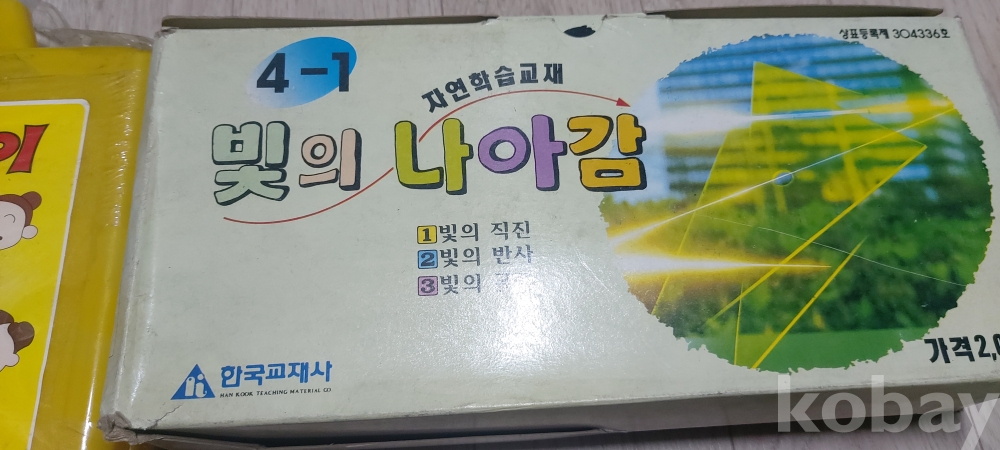 상표등록제 304336호
4-1
자연학습교재
빛의 나아감
1 빛의 직진
2 빛의 반사
3 빛의
한국교재사
HAN KOOK TEACHING MATERIAL CO
가격2,0
이
kobay